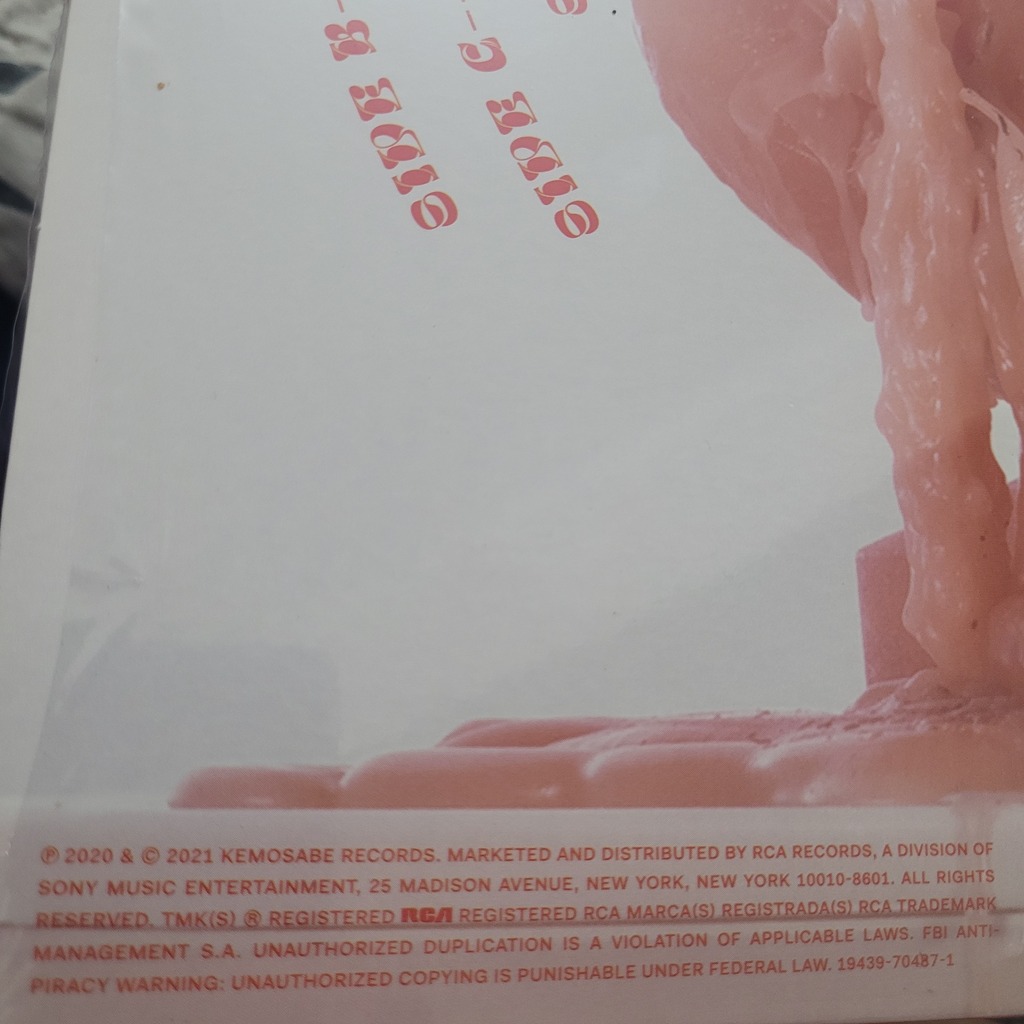 SIDE B-
SIDE C-
℗ 2020 & © 2021 KEMOSABE RECORDS. MARKETED AND DISTRIBUTED BY RCA RECORDS, A DIVISION OF
SONY MUSIC ENTERTAINMENT, 25 MADISON AVENUE, NEW YORK, NEW YORK 10010-8601. ALL RIGHTS
RESERVED. TMK(S) ® REGISTERED RCA REGISTERED RCA MARCA(S) REGISTRADA(S) RCA TRADEMARK
MANAGEMENT S.A. UNAUTHORIZED DUPLICATION IS A VIOLATION OF APPLICABLE LAWS. FBI ANTI-
PIRACY WARNING: UNAUTHORIZED COPYING IS PUNISHABLE UNDER FEDERAL LAW. 19439-70487-1